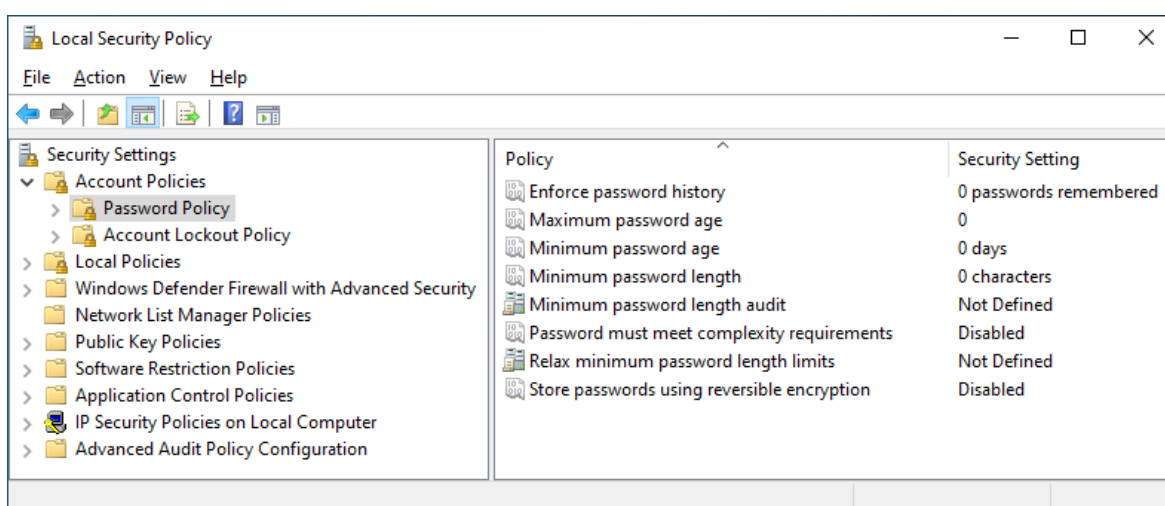 Local Security Policy
File Action View Help
Security Settings
Account Policies
Password Policy
Account Lockout Policy
Local Policies
Windows Defender Firewall with Advanced Security
Network List Manager Policies
Public Key Policies
Software Restriction Policies
Application Control Policies
IP Security Policies on Local Computer
Advanced Audit Policy Configuration
Policy Security Setting
Enforce password history 0 passwords remembered
Maximum password age 0
Minimum password age 0 days
Minimum password length 0 characters
Minimum password length audit Not Defined
Password must meet complexity requirements Disabled
Relax minimum password length limits Not Defined
Store passwords using reversible encryption Disabled